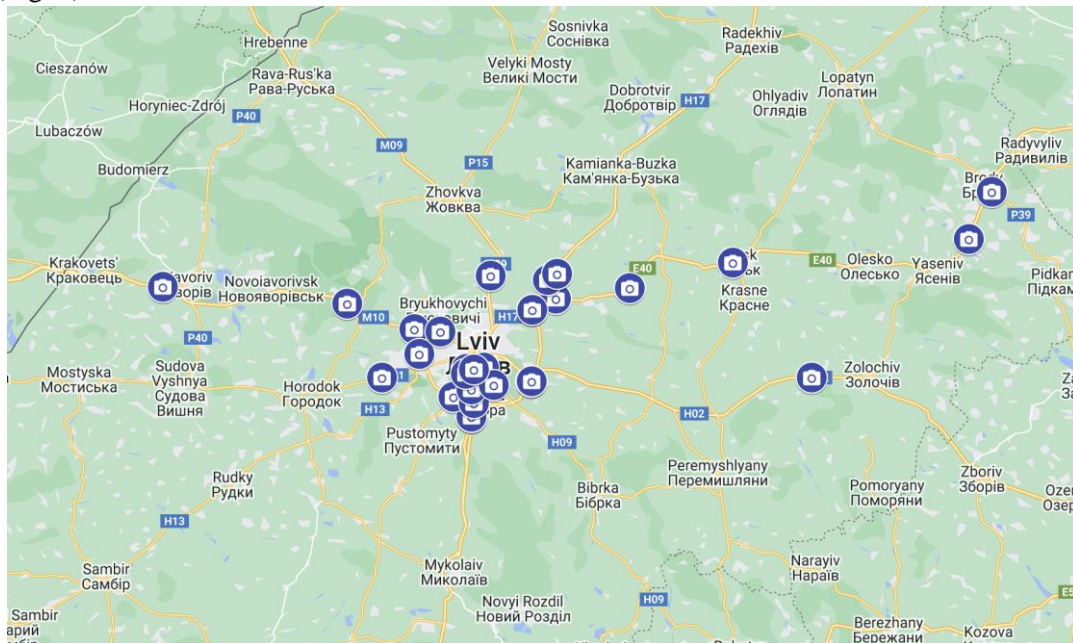 Sosnivka
Соснівка
Radekhiv
Радехів
Hrebenne
Cieszanów
Rava-Rus'ka
Рава-Руська
Velyki Mosty
Великі Мости
Lopatyn
Лопатин
Dobrotvir
Добротвір
H17
Ohlyadiv
Оглядів
Horyniec-Zdrój
P40
Lubaczów
M09
Radyvyliv
Радивилів
Budomierz
P15
Kamianka-Buzka
Кам'янка-Бузька
Zhovkva
Жовква
P39
Krakovets'
Краковець
Novoiavorivsk
Новояворівськ
E40
E40
Olesko
Олесько
Yaseniv
Ясенів
Krasne
Красне
Bryukhovychi
M10
H17
P40
Lviv
Mostyska
Мостиська
Sudova
Vyshnya
Судова
Вишня
Horodok
Городок
Zolochiv
Золочів
H13
H02
Pustomyty
Пустомити
H09
Rudky
Рудки
Peremyshlyany
Перемишляни
Bibrka
Бібрка
Pomoryany
Поморяни
Zboriv
Зборів
H13
Sambir
Самбір
Mykolaiv
Миколаїв
Narayiv
Нараїв
Novyi Rozdil
Новий Розділ
H09
Sambir
Berezhany
Бережани
Kozova